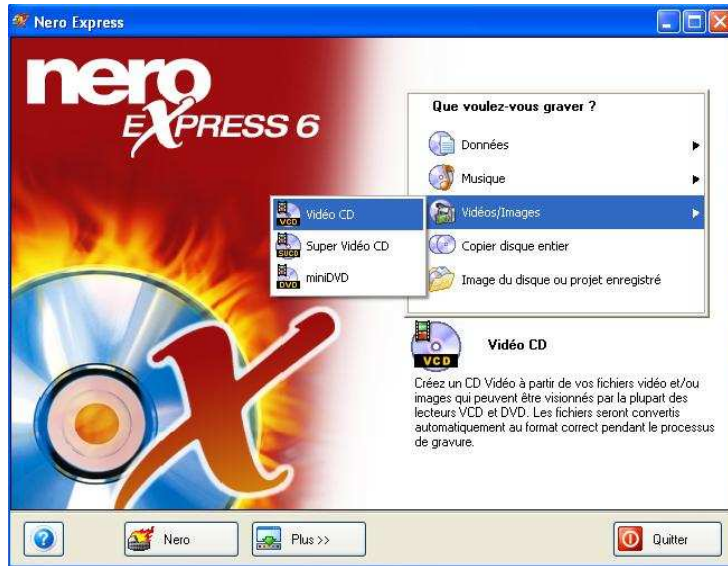 Nero Express
nero
EXPRESS 6
Que voulez-vous graver ?
Données
Musique
Vidéos/Images
Copier disque entier
Image du disque ou projet enregistré
VCD
Vidéo CD
SVCD
Super Vidéo CD
DVD
miniDVD
VCD
Vidéo CD
Créez un CD Vidéo à partir de vos fichiers vidéo et/ou
images qui peuvent être visionnés par la plupart des
lecteurs VCD et DVD. Les fichiers seront convertis
automatiquement au format correct pendant le processus
de gravure.
?
Nero
Plus >>
Quitter